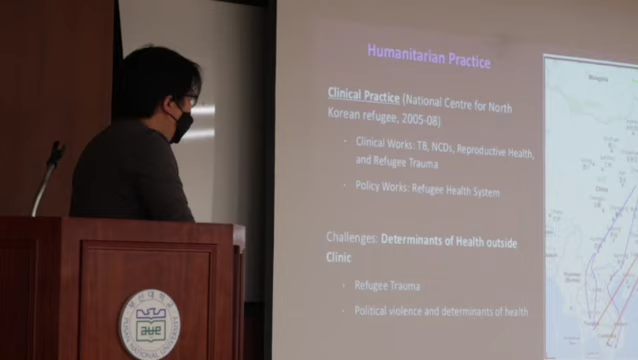 Humanitarian Practice
Clinical Practice (National Centre for North
Korean refugee, 2005-08)
- Clinical Works: TB, NCDs, Reproductive Health,
and Refugee Trauma
- Policy Works: Refugee Health System
Challenges: Determinants of Health outside
Clinic
- Refugee Trauma
- Political violence and determinants of health
Mongolia
China